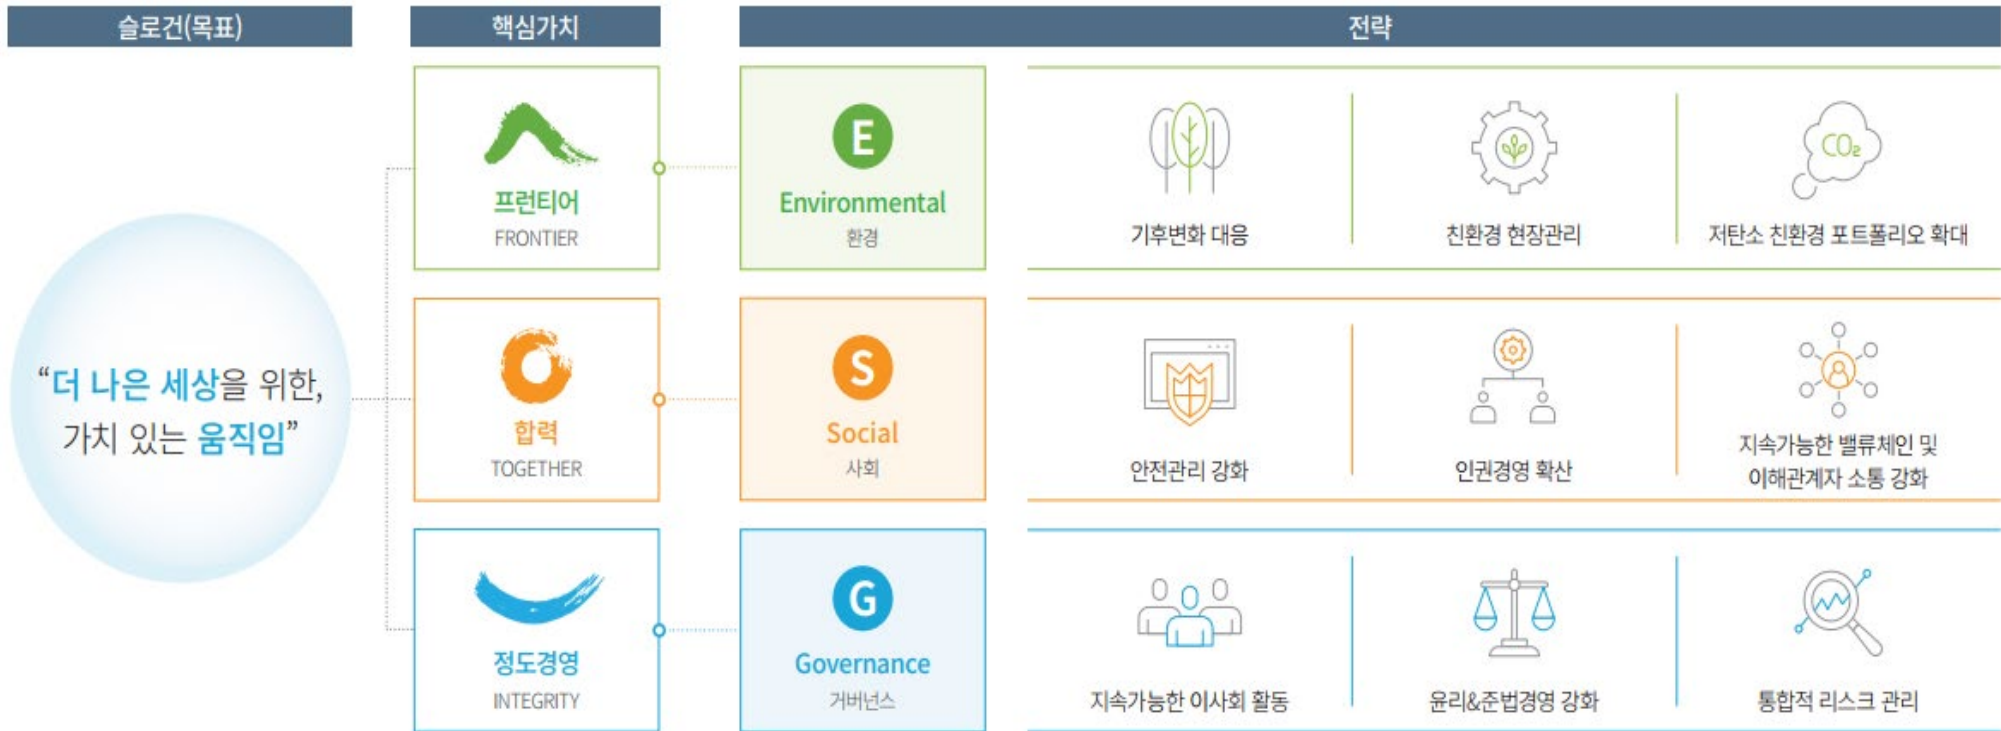 슬로건(목표)
핵심가치
전략
“더 나은 세상을 위한,
가치 있는 움직임”
프런티어
FRONTIER
E
Environmental
환경
기후변화 대응
친환경 현장관리
CO₂
저탄소 친환경 포트폴리오 확대
합력
TOGETHER
S
Social
사회
안전관리 강화
인권경영 확산
지속가능한 밸류체인 및
이해관계자 소통 강화
정도경영
INTEGRITY
G
Governance
거버넌스
지속가능한 이사회 활동
윤리&준법경영 강화
통합적 리스크 관리